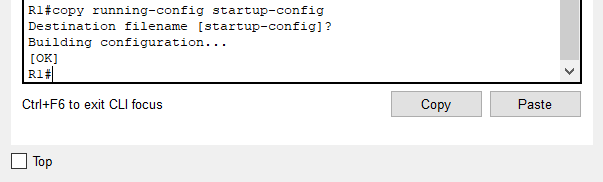 R1#copy running-config startup-config
Destination filename [startup-config]?
Building configuration...
[OK]
R1#
Ctrl+F6 to exit CLI focus
Copy
Paste
Top